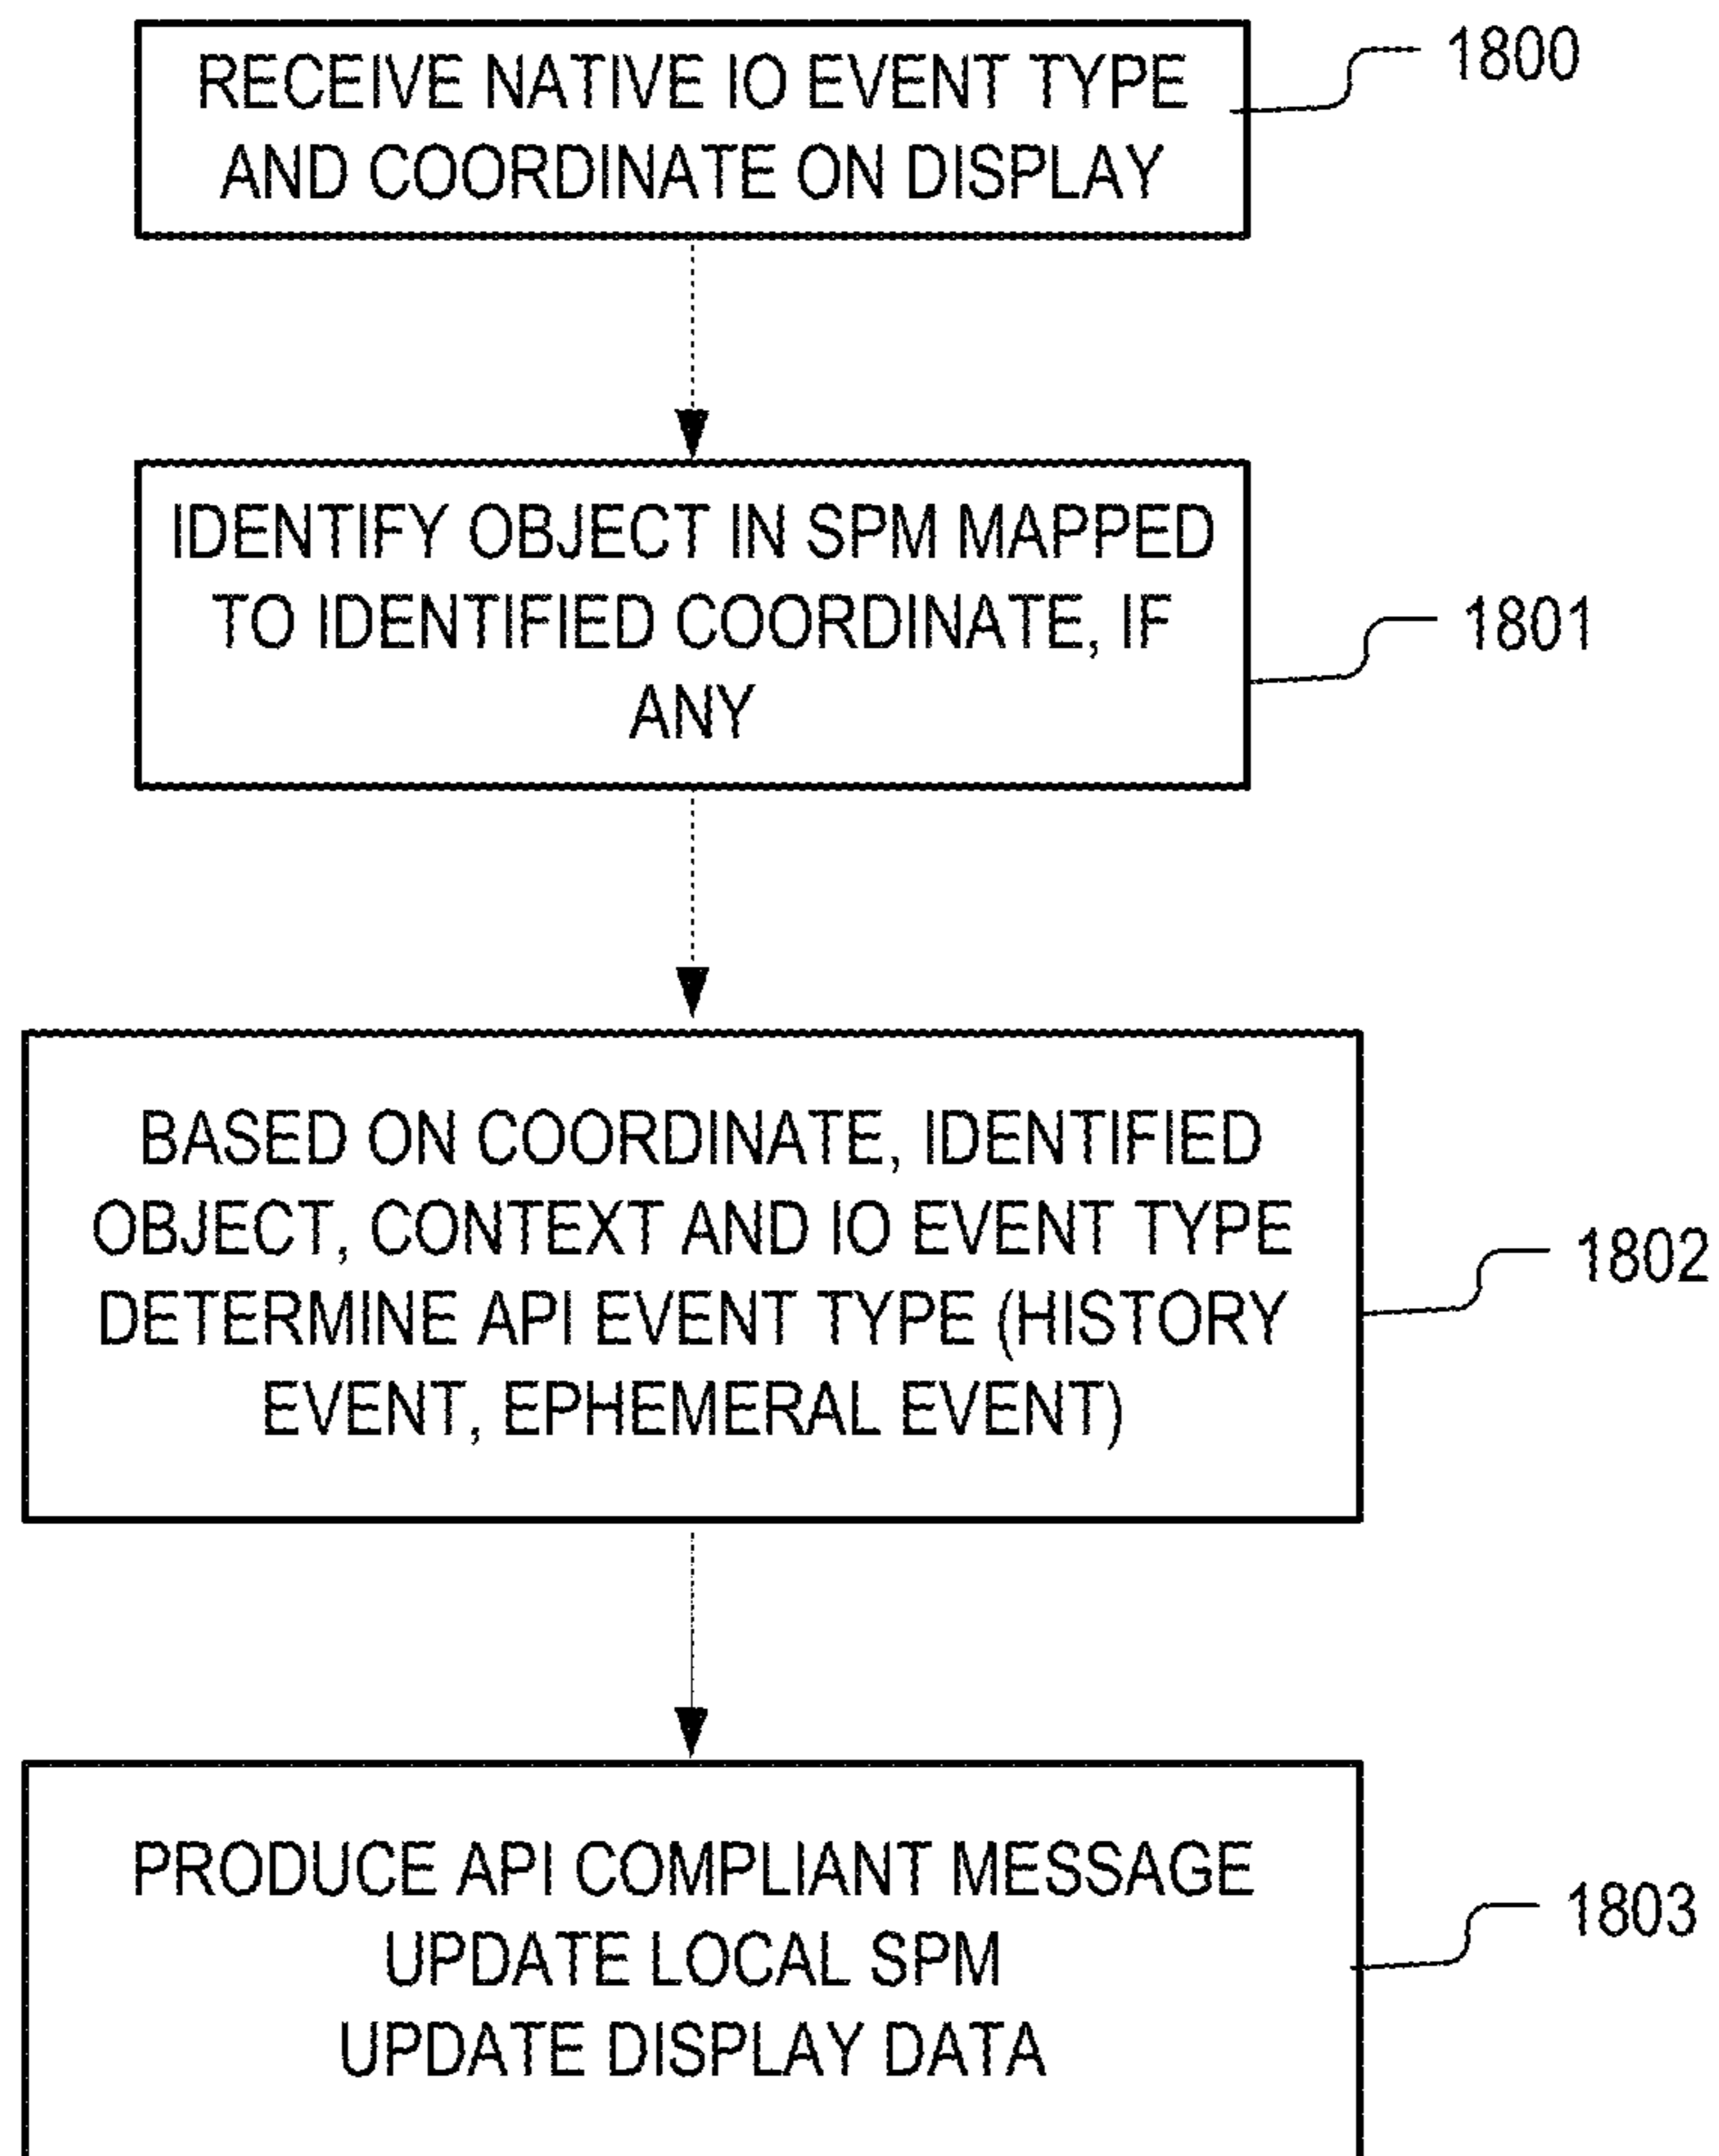 RECEIVE NATIVE IO EVENT TYPE
AND COORDINATE ON DISPLAY
1800
IDENTIFY OBJECT IN SPM MAPPED
TO IDENTIFIED COORDINATE, IF
ANY
1801
BASED ON COORDINATE, IDENTIFIED
OBJECT, CONTEXT AND IO EVENT TYPE
DETERMINE API EVENT TYPE (HISTORY
EVENT, EPHEMERAL EVENT)
1802
PRODUCE API COMPLIANT MESSAGE
UPDATE LOCAL SPM
UPDATE DISPLAY DATA
1803